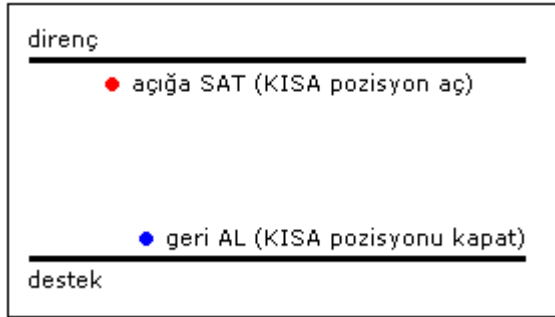 direnç
açığa SAT (KISA pozisyon aç)
geri AL (KISA pozisyonu kapat)
destek